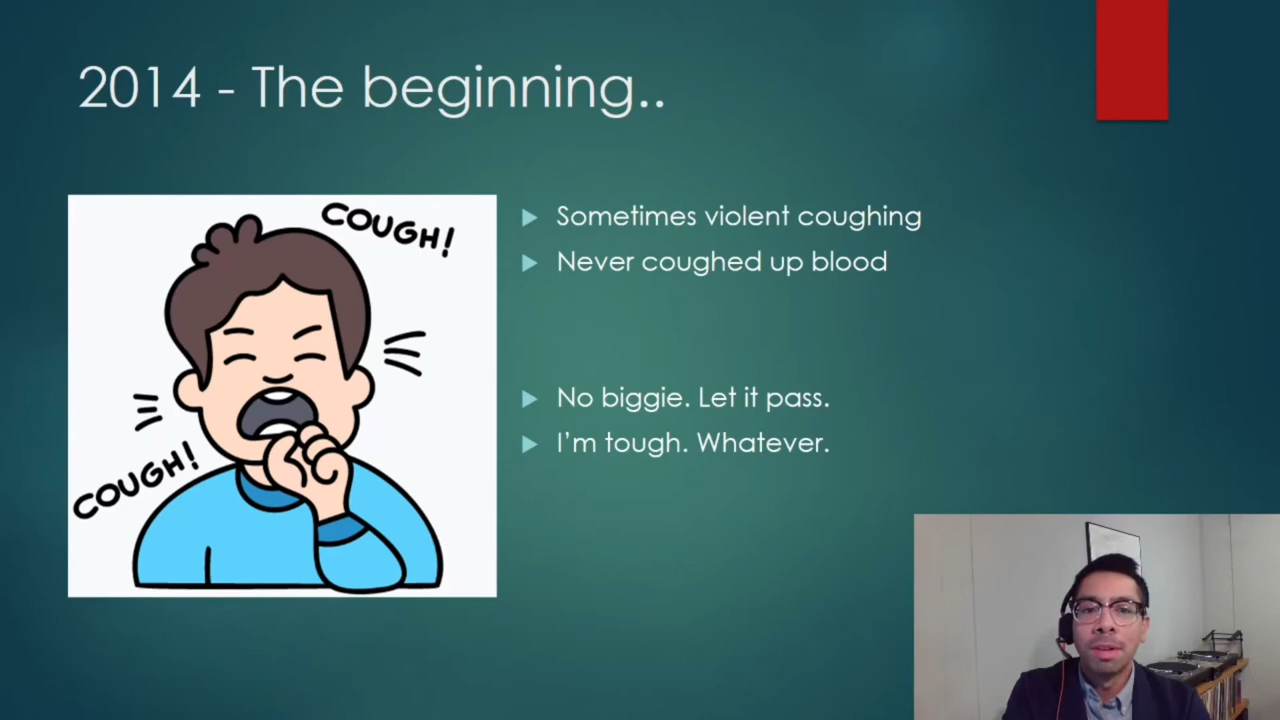 2014 - The beginning..
COUGH!
COUGH!
Sometimes violent coughing
Never coughed up blood
No biggie. Let it pass.
I'm tough. Whatever.